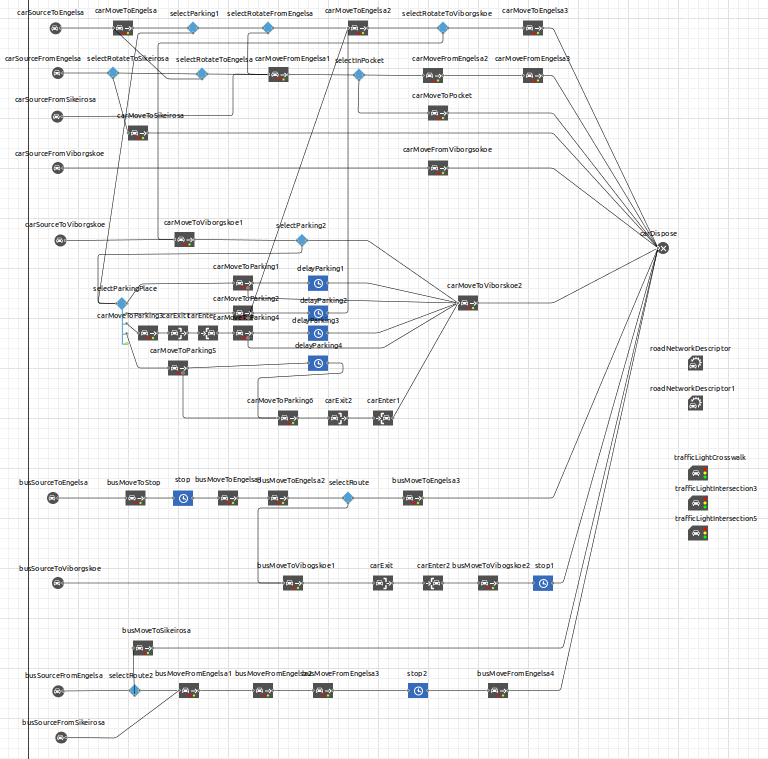 carSourceToEngelsa
carMoveToEngelsa
selectParking1
selectRotateFromEngelsa
carMoveToEngelsa2
selectRotateToViborgskoe
carMoveToEngelsa3
carSourceFromEngelsa
selectRotateToSikeirosa
selectRotateToEngelsa
carMoveFromEngelsa1
selectInPocket
carMoveFromEngelsa2
carMoveFromEngelsa3
carSourceFromSikeirosa
carMoveToSikeirosa
carMoveToPocket
carSourceFromViborgskoe
carMoveFromViborgsokoe
carSourceToViborgskoe
carMoveToViborgskoe1
selectParking2
carDispose
carMoveToParking1
delayParking1
selectParkingPlace
carMoveToParking2
delayParking2
carMoveToViborskoe2
carMoveToParking3
carExit1
carEnter
carMoveToParking4
delayParking3
carMoveToParking5
delayParking4
roadNetworkDescriptor
roadNetworkDescriptor1
carMoveToParking6
carExit2
carEnter1
trafficLightCrosswalk
trafficLightIntersection3
trafficLightIntersection5
busSourceToEngelsa
busMoveToStop
stop
busMoveToEngelsa
busMoveToEngelsa2
selectRoute
busMoveToEngelsa3
busSourceToViborgskoe
busMoveToVibogskoe1
carExit
carEnter2
busMoveToVibogskoe2
stop1
busMoveToSikeirosa
busSourceFromEngelsa
selectRoute2
busMoveFromEngelsa1
busMoveFromEngelsa2
busMoveFromEngelsa3
stop2
busMoveFromEngelsa4
busSourceFromSikeirosa